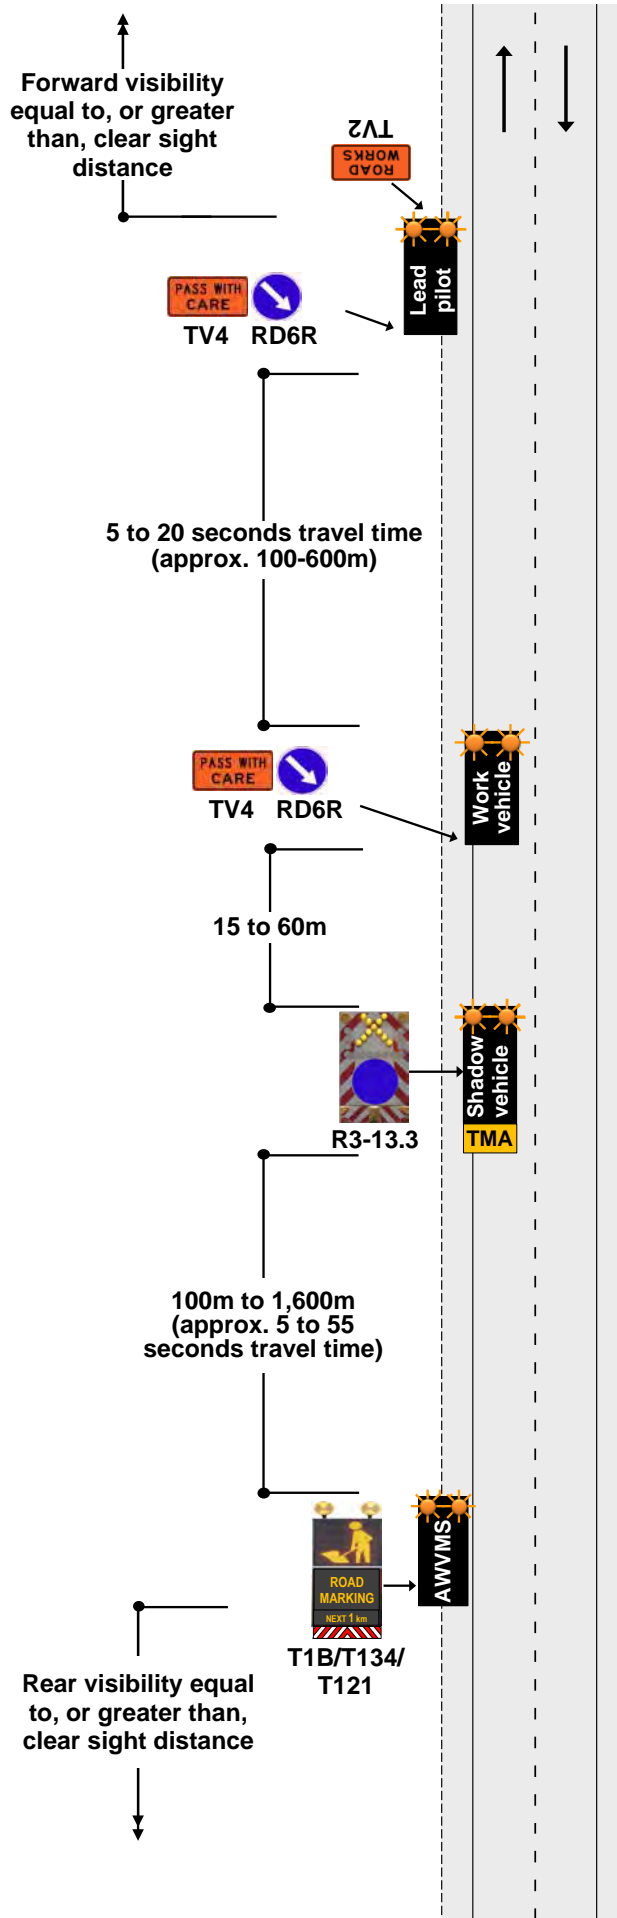 Forward visibility
equal to, or greater
than, clear sight
distance
TV2
ROAD
WORKS
Lead
pilot
PASS WITH
CARE
TV4 RD6R
5 to 20 seconds travel time
(approx. 100-600m)
Work
vehicle
PASS WITH
CARE
TV4 RD6R
15 to 60m
Shadow
vehicle
TMA
R3-13.3
100m to 1,600m
(approx. 5 to 55
seconds travel time)
AWVMS
ROAD
MARKING
NEXT 1 km
T1B/T134/
T121
Rear visibility equal
to, or greater than,
clear sight distance